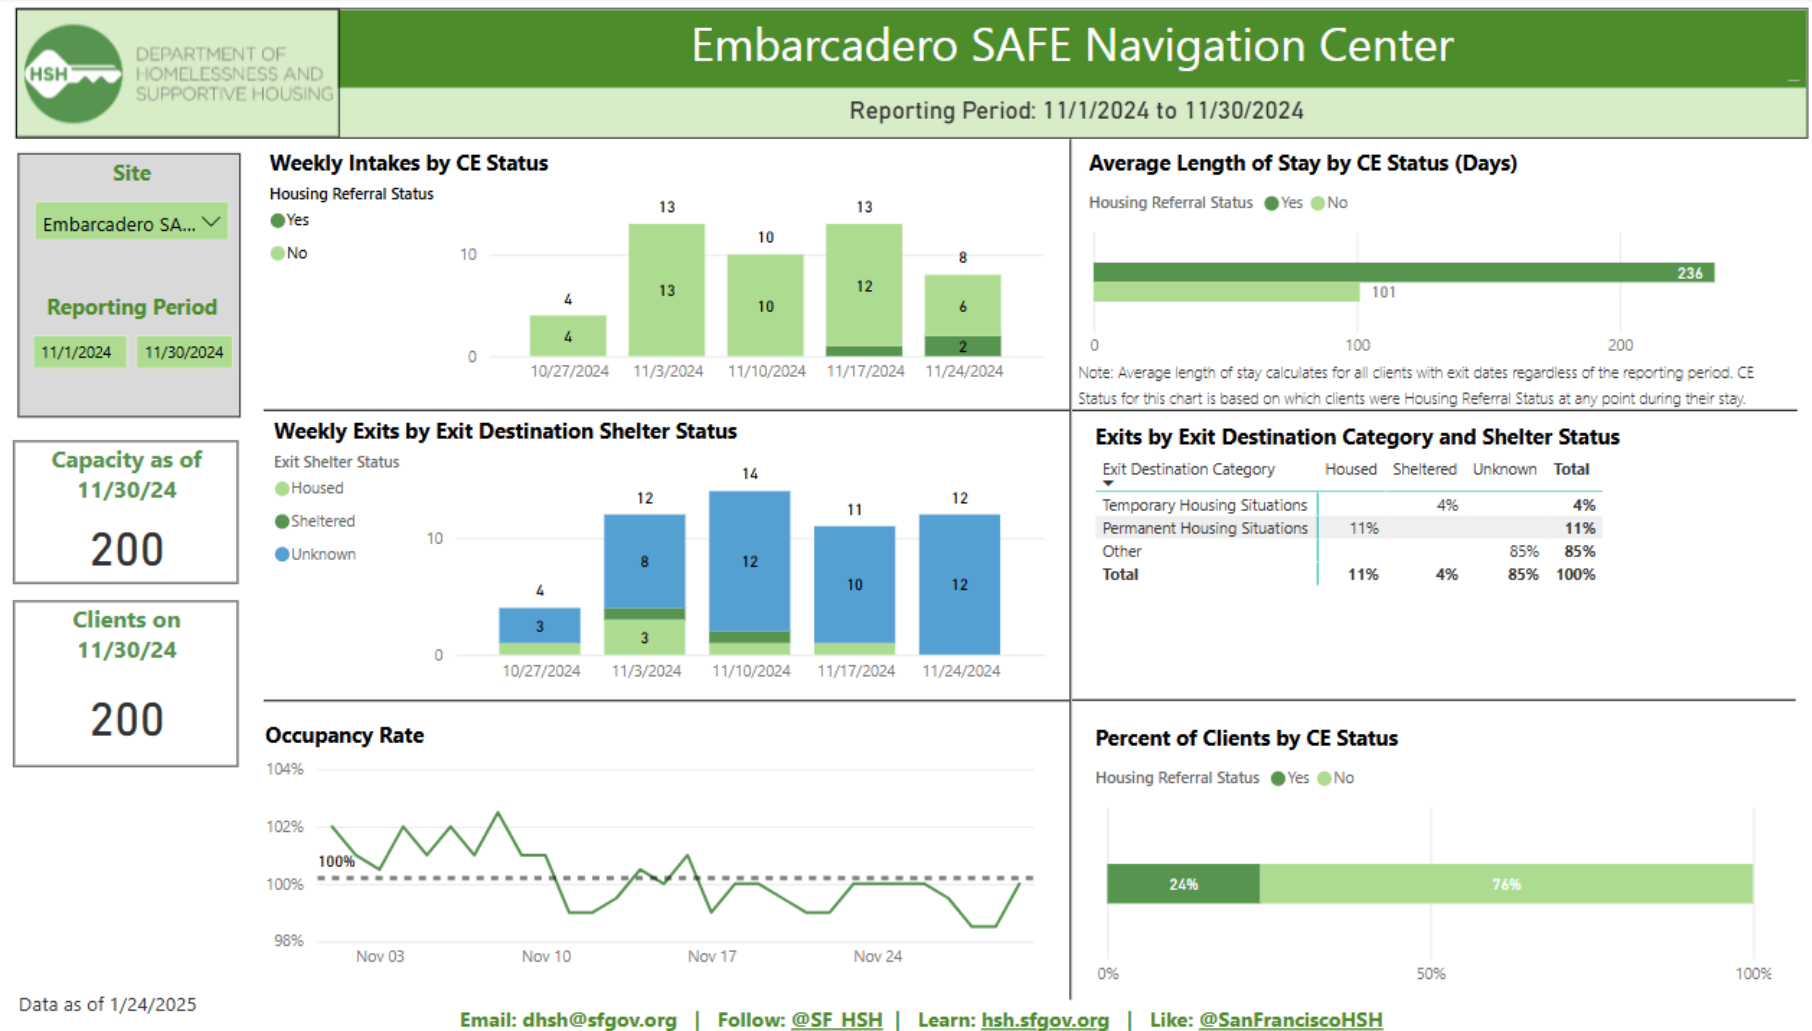 HSH
DEPARTMENT OF
HOMELESSNESS AND
SUPPORTIVE HOUSING
Embarcadero SAFE Navigation Center
Reporting Period: 11/1/2024 to 11/30/2024
Site
Embarcadero SA...
Reporting Period
11/1/2024 11/30/2024
Capacity as of
11/30/24
200
Clients on
11/30/24
200
Data as of 1/24/2025
Weekly Intakes by CE Status
Housing Referral Status
Yes
No
10
0
4
13
10
13
8
4
13
10
12
6
2
10/27/2024 11/3/2024 11/10/2024 11/17/2024 11/24/2024
Average Length of Stay by CE Status (Days)
Housing Referral Status Yes No
236
101
0 100 200
Note: Average length of stay calculates for all clients with exit dates regardless of the reporting period. CE
Status for this chart is based on which clients were Housing Referral Status at any point during their stay.
Weekly Exits by Exit Destination Shelter Status
Exit Shelter Status
Housed
Sheltered
Unknown
10
0
4
12
14
11
12
3
8
3
12
10
12
10/27/2024 11/3/2024 11/10/2024 11/17/2024 11/24/2024
Exits by Exit Destination Category and Shelter Status
Exit Destination Category Housed Sheltered Unknown Total
Temporary Housing Situations 4% 4%
Permanent Housing Situations 11% 11%
Other 85% 85%
Total 11% 4% 85% 100%
Occupancy Rate
104%
102%
100%
100%
98%
Nov 03 Nov 10 Nov 17 Nov 24
Percent of Clients by CE Status
Housing Referral Status Yes No
24% 76%
0% 50% 100%
Email: dhsh@sfgov.org | Follow: @SF_HSH | Learn: hsh.sfgov.org | Like: @SanFranciscoHSH